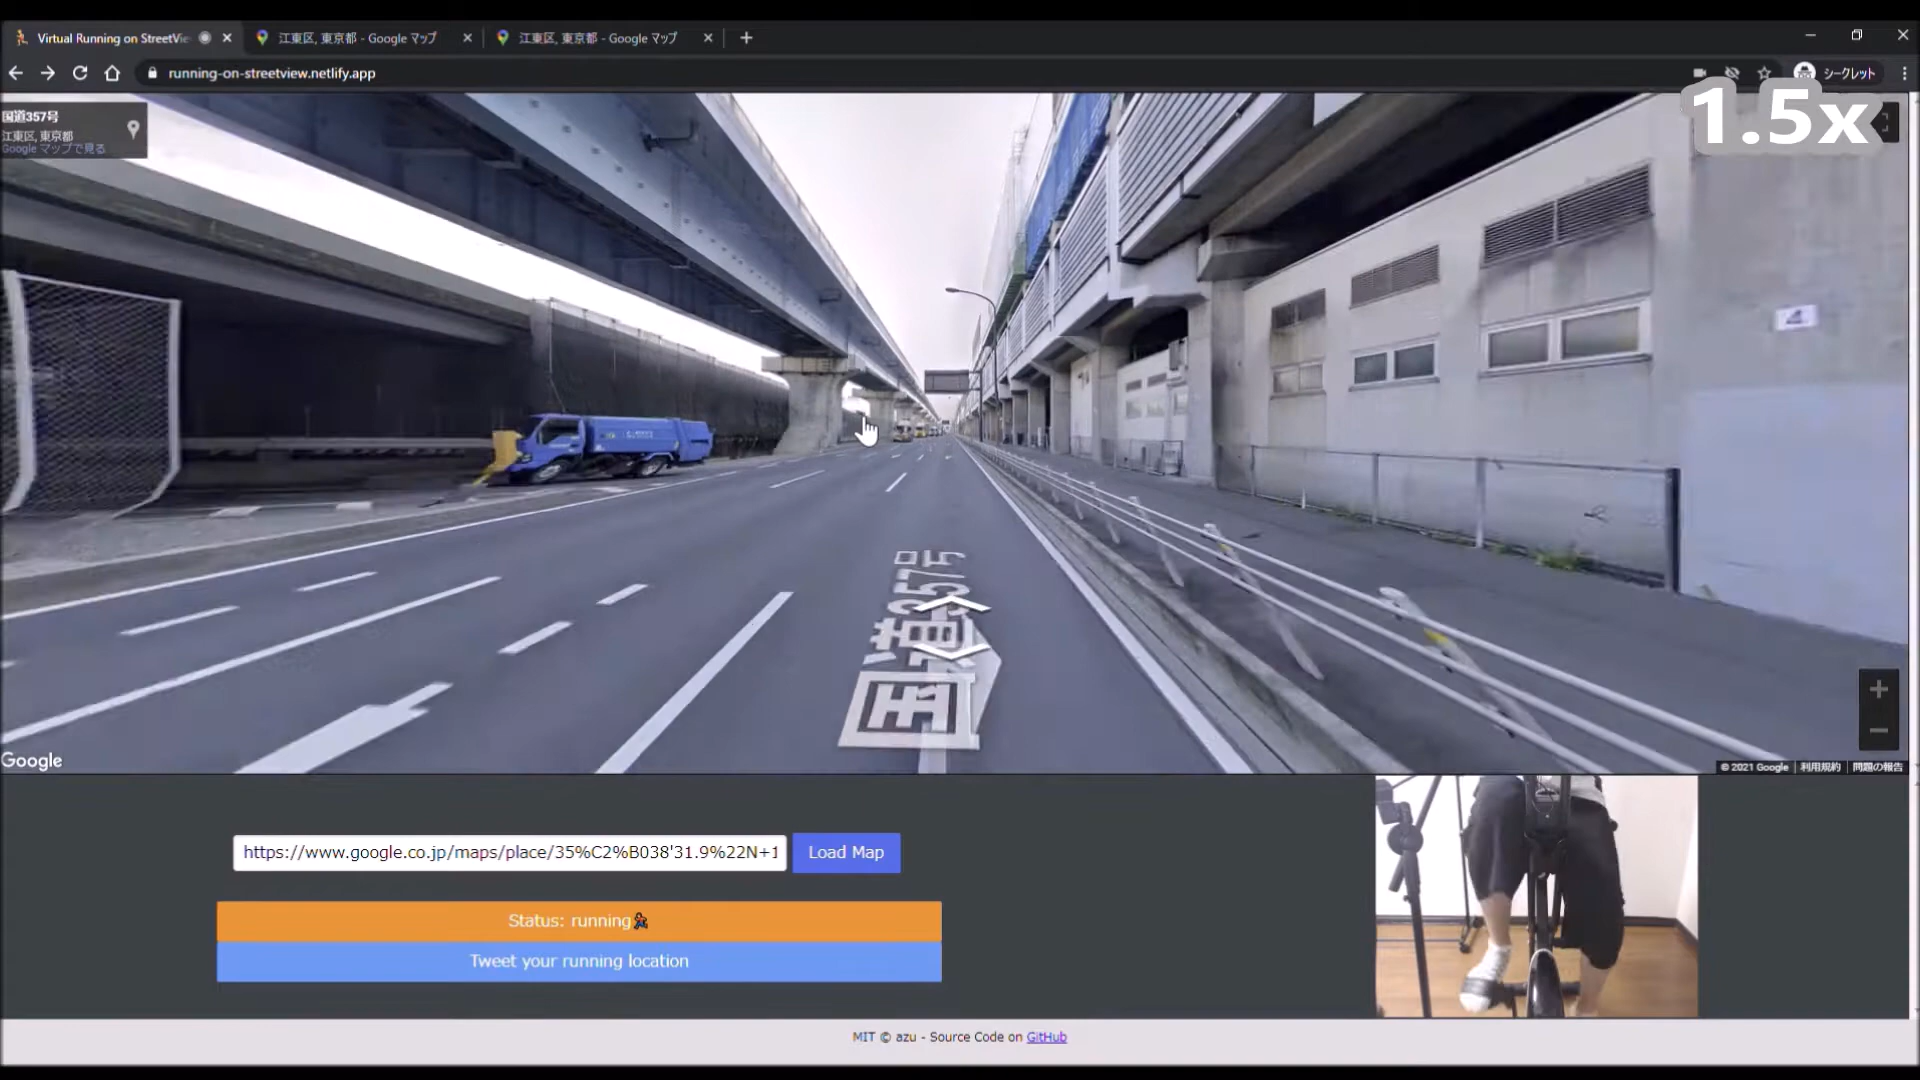 Virtual Running on StreetVie
江東区, 東京都 - Google マップ
江東区, 東京都 - Google マップ
running-on-streetview.netlify.app
シークレット
1.5x
国道357号
江東区, 東京都
Google マップで見る
国道357号
Google
© 2021 Google
利用規約
問題の報告
https://www.google.co.jp/maps/place/35%C2%B038'31.9%22N+1
Load Map
Status: running
Tweet your running location
MIT © azu - Source Code on GitHub